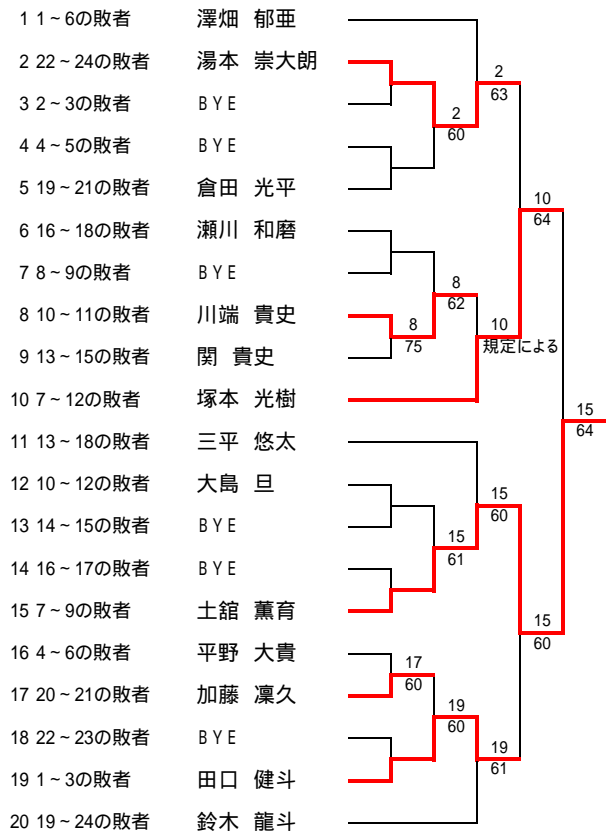 1 1~6の敗者 澤畑 郁亜
2 22~24の敗者 湯本 崇大朗
3 2~3の敗者 BYE
4 4~5の敗者 BYE
5 19~21の敗者 倉田 光平
6 16~18の敗者 瀬川 和磨
7 8~9の敗者 BYE
8 10~11の敗者 川端 貴史
9 13~15の敗者 関 貴史
10 7~12の敗者 塚本 光樹
11 13~18の敗者 三平 悠太
12 10~12の敗者 大島 旦
13 14~15の敗者 BYE
14 16~17の敗者 BYE
15 7~9の敗者 土舘 薫育
16 4~6の敗者 平野 大貴
17 20~21の敗者 加藤 凜久
18 22~23の敗者 BYE
19 1~3の敗者 田口 健斗
20 19~24の敗者 鈴木 龍斗
2
60
8
75
15
61
17
60
8
62
19
60
2
63
10
規定による
15
60
19
61
10
64
15
60
15
64